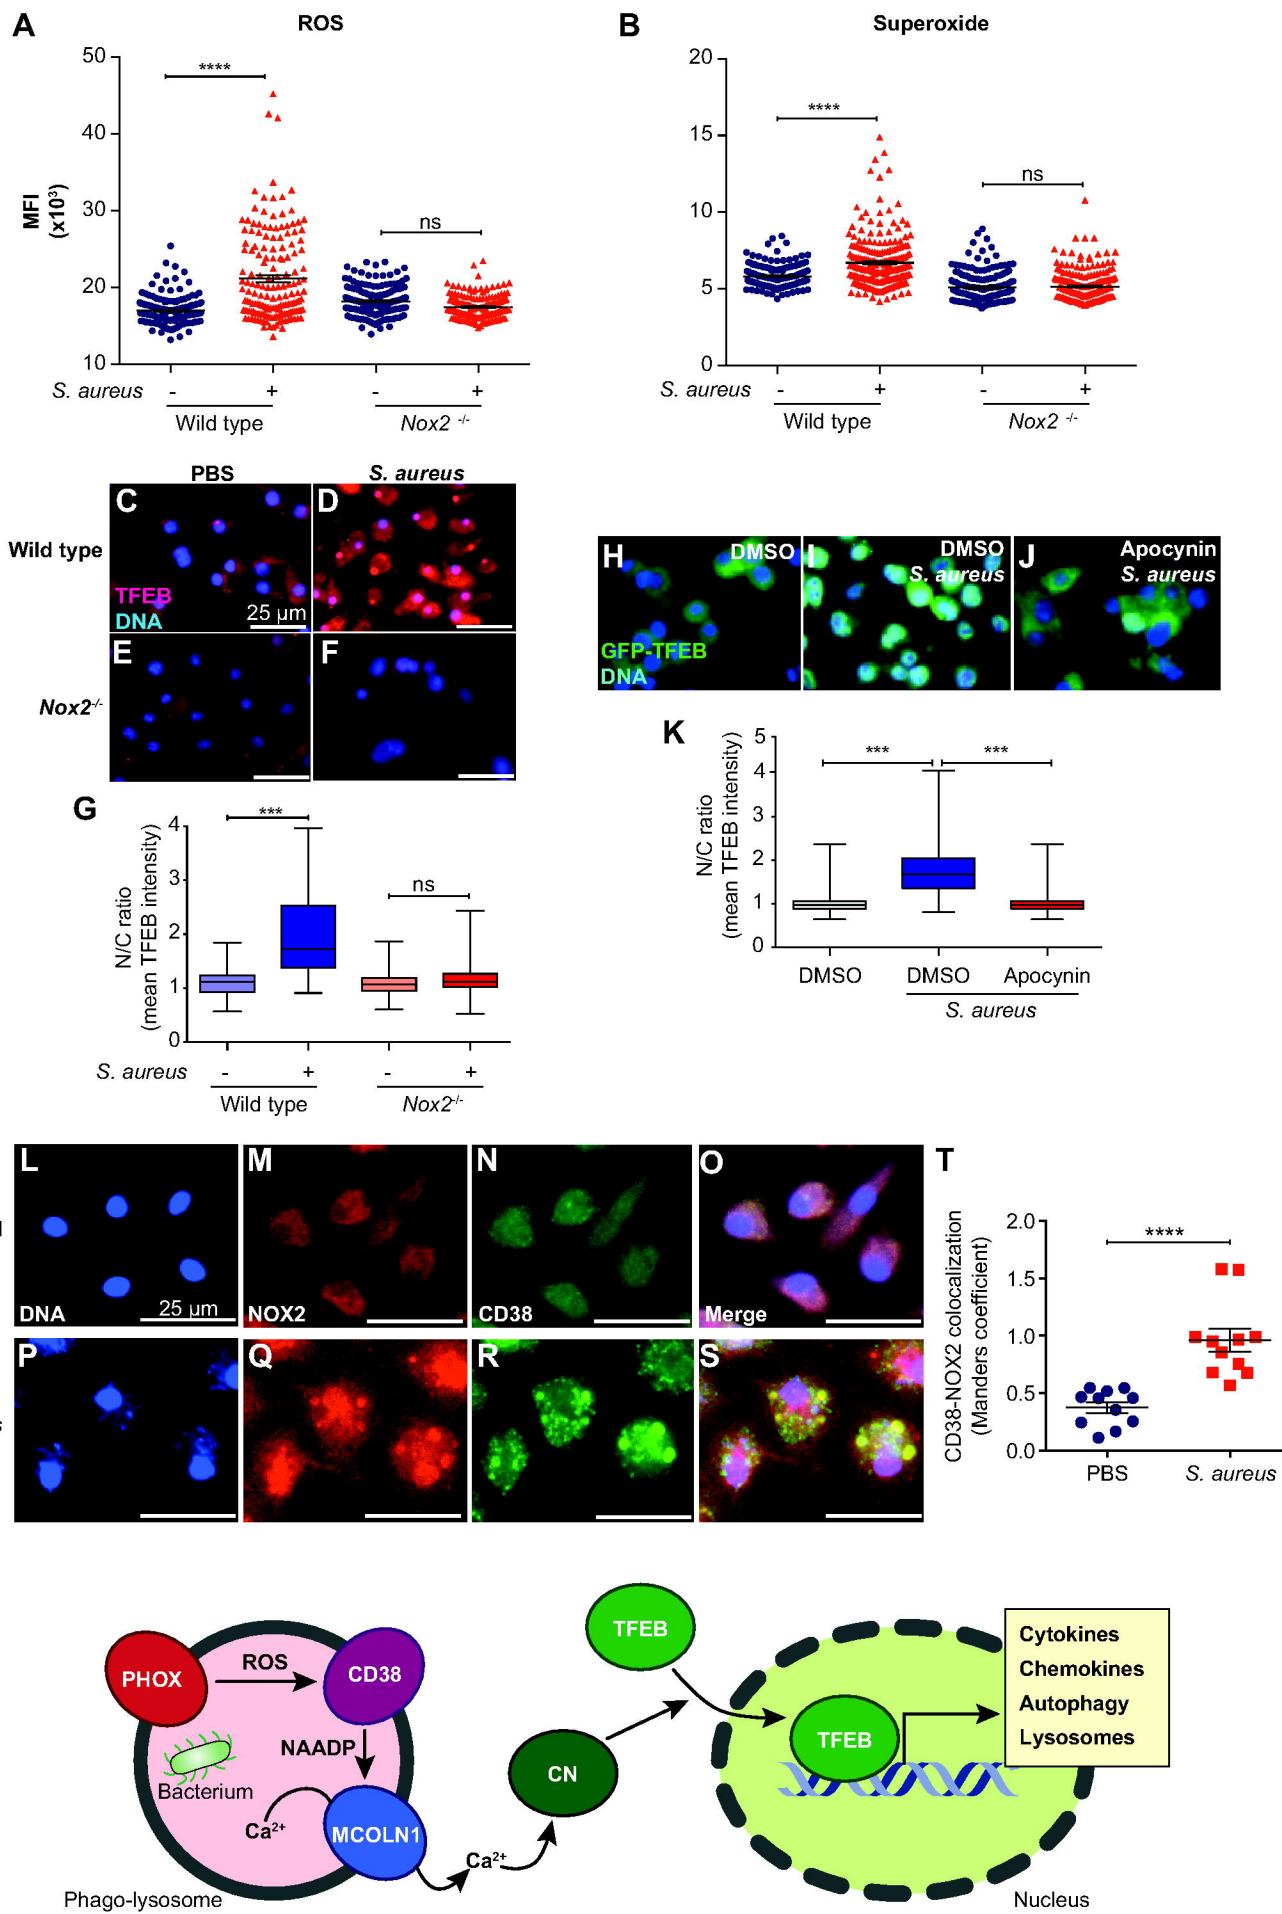 A
ROS
50
40
30
20
10
MFI
(x10³)
****
ns
S. aureus
-
+
-
+
Wild type
Nox2 -/-
B
Superoxide
20
15
10
5
0
****
ns
S. aureus
-
+
-
+
Wild type
Nox2 -/-
PBS
S. aureus
Wild type
Nox2-/-
C
TFEB
DNA
25 µm
D
E
F
H
DMSO
GFP-TFEB
DNA
I
DMSO
S. aureus
J
Apocynin
S. aureus
G
N/C ratio
(mean TFEB intensity)
4
3
2
1
0
***
ns
S. aureus
-
+
-
+
Wild type
Nox2-/-
K
N/C ratio
(mean TFEB intensity)
5
4
3
2
1
0
***
***
DMSO
DMSO
Apocynin
S. aureus
L
DNA
25 µm
M
NOX2
N
CD38
O
Merge
P
Q
R
S
T
CD38-NOX2 colocalization
(Manders coefficient)
2.0
1.5
1.0
0.5
0.0
****
PBS
S. aureus
PHOX
ROS
CD38
NAADP
Bacterium
Ca2+
MCOLN1
Ca2+
Phago-lysosome
CN
TFEB
TFEB
Nucleus
Cytokines
Chemokines
Autophagy
Lysosomes